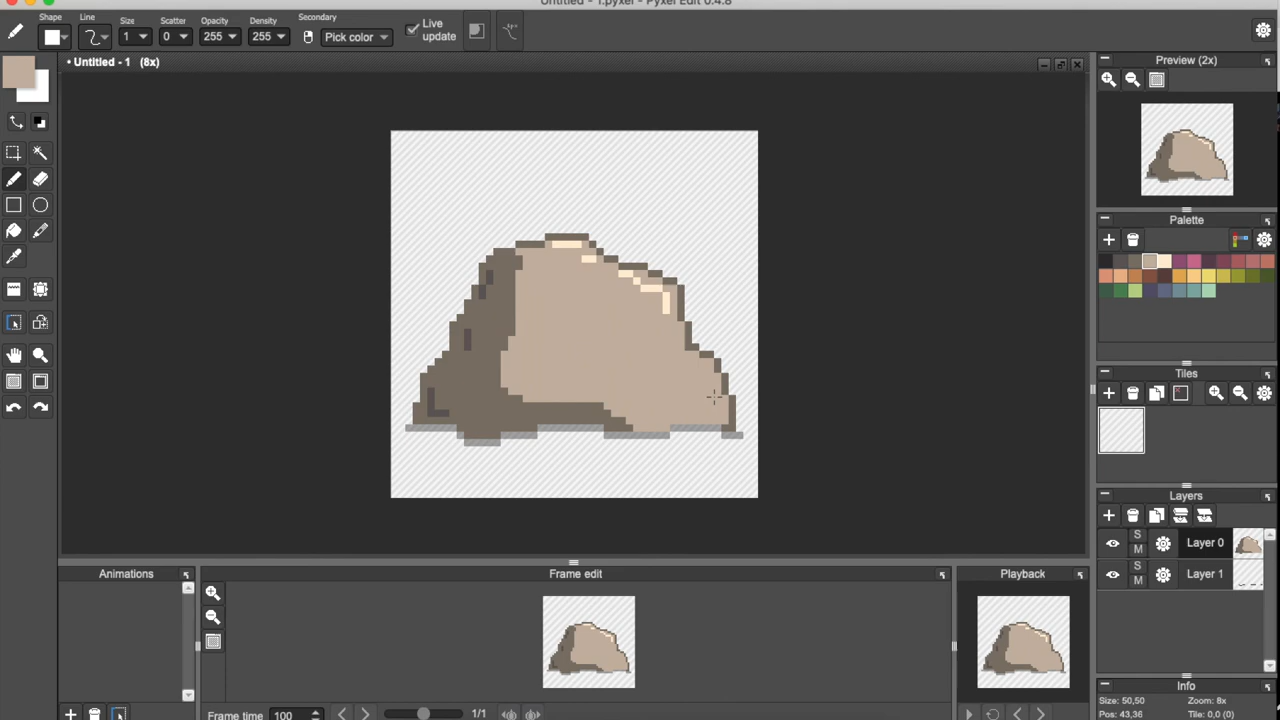 Untitled - 1.pyxel - Pyxel Edit 0.4.8
Shape
Line
Size
Scatter
Opacity
Density
Secondary
1
0
255
255
Pick color
Live
update
• Untitled - 1 (8x)
Preview (2x)
Palette
Tiles
Layers
S
M
Layer 0
S
M
Layer 1
Animations
Frame edit
Playback
Info
Size: 50,50
Zoom: 8x
Pos: 43,36
Tile: 0,0 (0)
Frame time
100
1/1